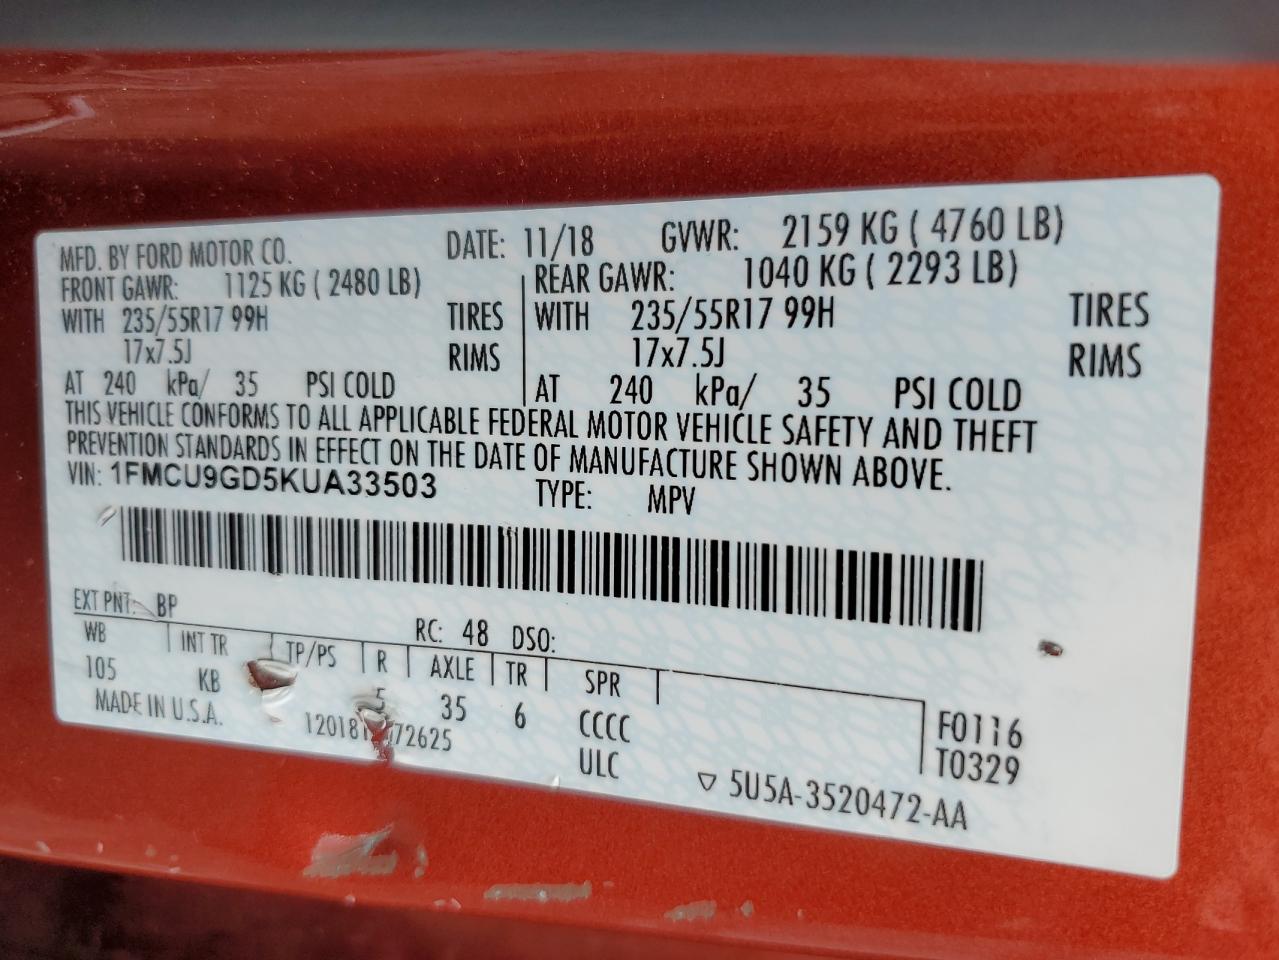 MFD. BY FORD MOTOR CO. DATE: 11/18 GVWR: 2159 KG ( 4760 LB)
FRONT GAWR: 1125 KG ( 2480 LB) REAR GAWR: 1040 KG ( 2293 LB)
WITH 235/55R17 99H TIRES WITH 235/55R17 99H TIRES
17x7.5J RIMS 17x7.5J RIMS
AT 240 kPa/ 35 PSI COLD AT 240 kPa/ 35 PSI COLD
THIS VEHICLE CONFORMS TO ALL APPLICABLE FEDERAL MOTOR VEHICLE SAFETY AND THEFT
PREVENTION STANDARDS IN EFFECT ON THE DATE OF MANUFACTURE SHOWN ABOVE.
VIN: 1FMCU9GD5KUA33503 TYPE: MPV
EXT PNT: BP RC: 48 DSO:
WB INT TR TP/PS R AXLE TR SPR
105 KB 5 35 6 CCCC F0116
MADE IN U.S.A. ULC T0329
▽ 5U5A-3520472-AA